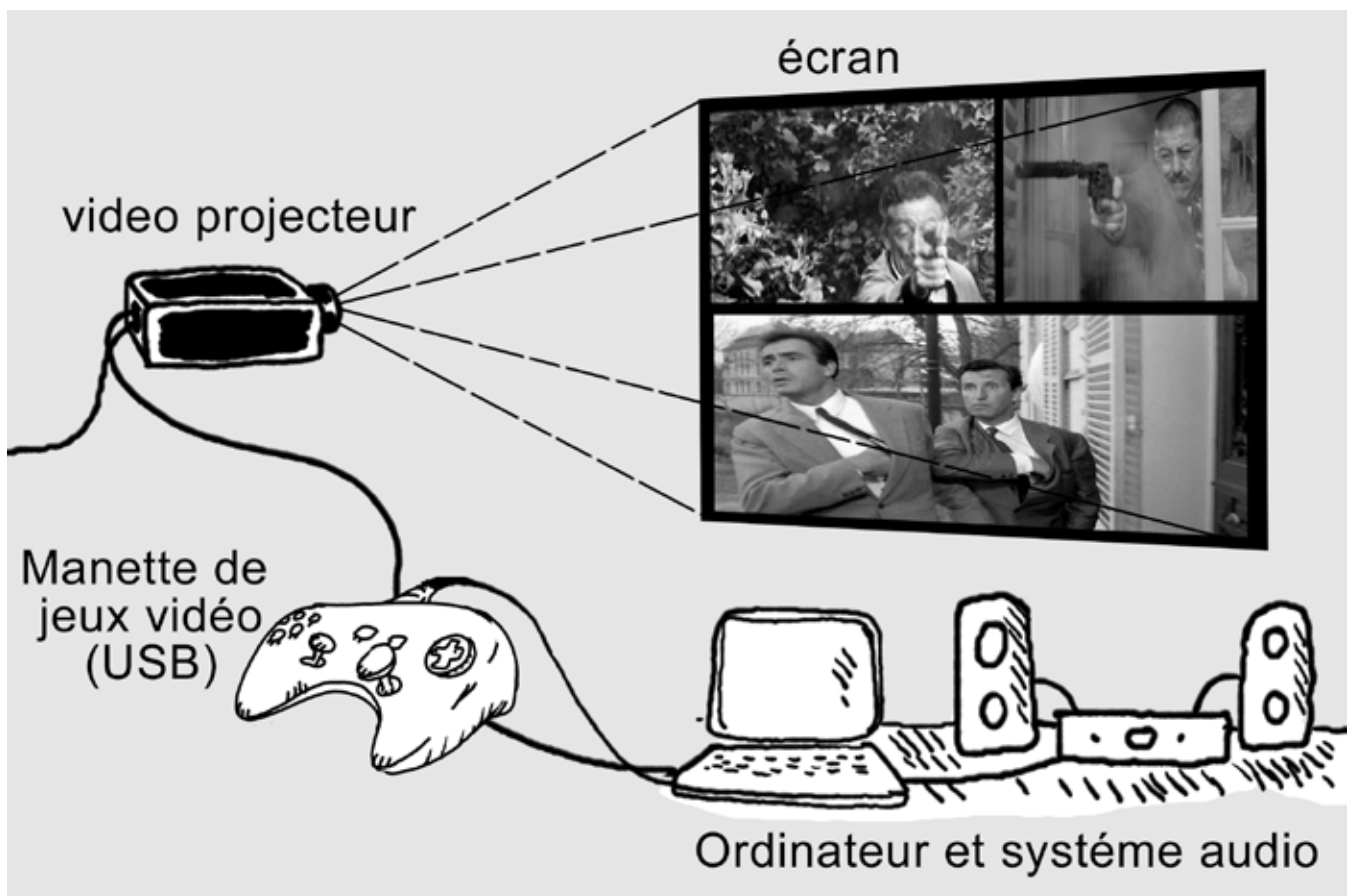 écran
video projecteur
Manette de
jeux vidéo
(USB)
Ordinateur et systéme audio